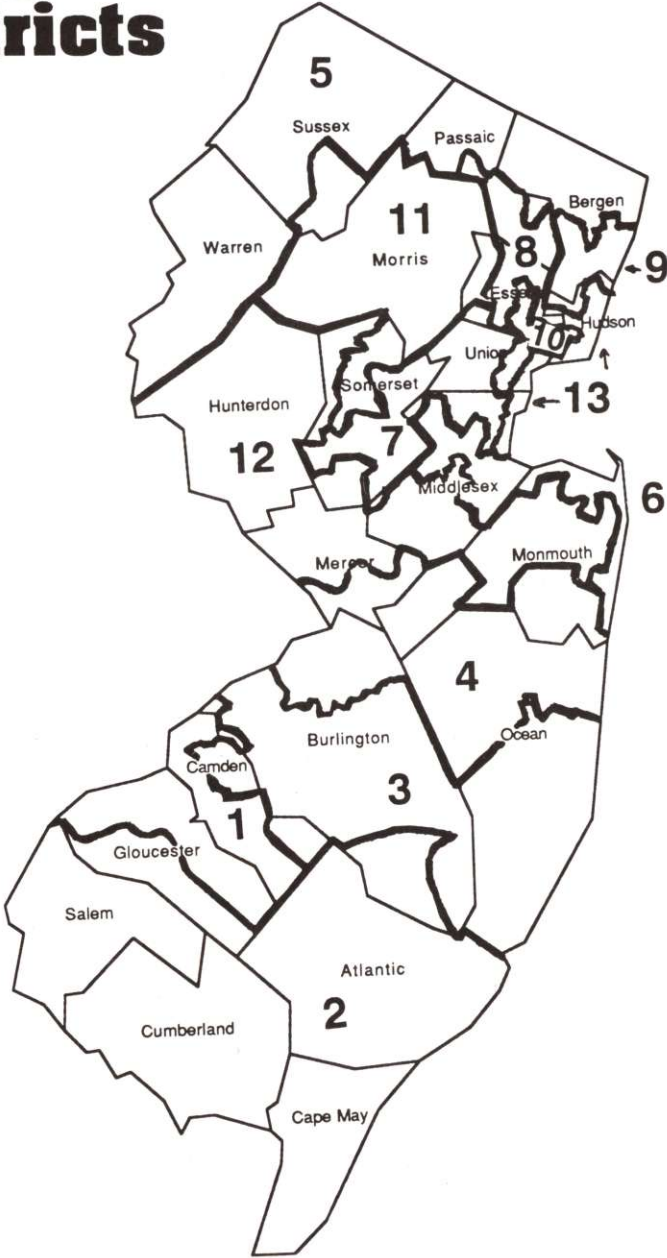 ricts
5
Sussex
Passaic
Bergen
11
8
9
Warren
Morris
Essex
Hudson
10
Union
Somerset
13
Hunterdon
7
12
Middlesex
6
Monmouth
Mercer
4
Ocean
Burlington
Camden
3
1
Gloucester
Salem
Atlantic
2
Cumberland
Cape May